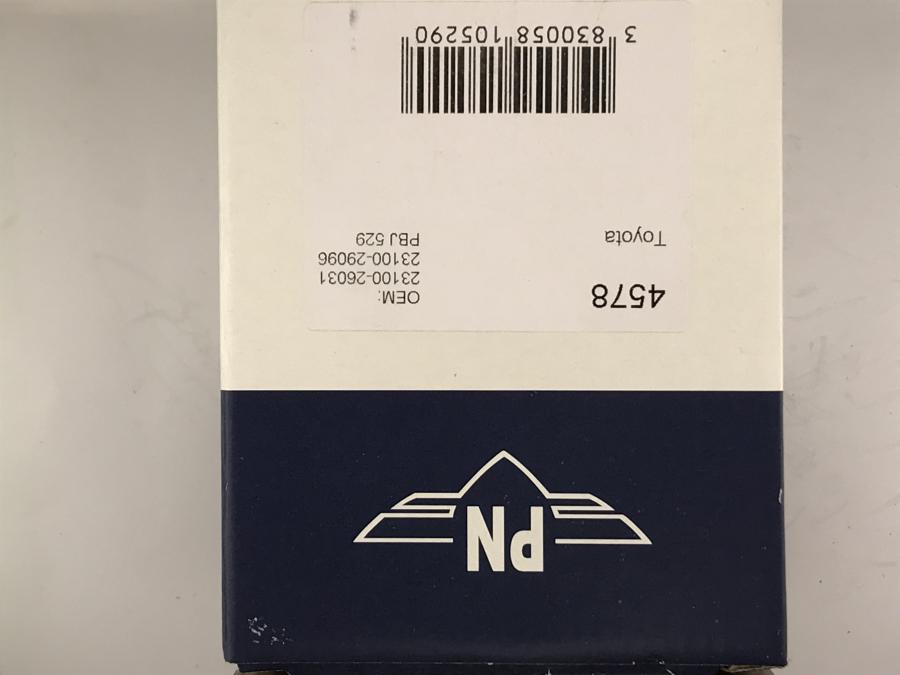 PN
4578
Toyota
OEM:
23100-26031
23100-29096
PBJ 529
3 830058 105290